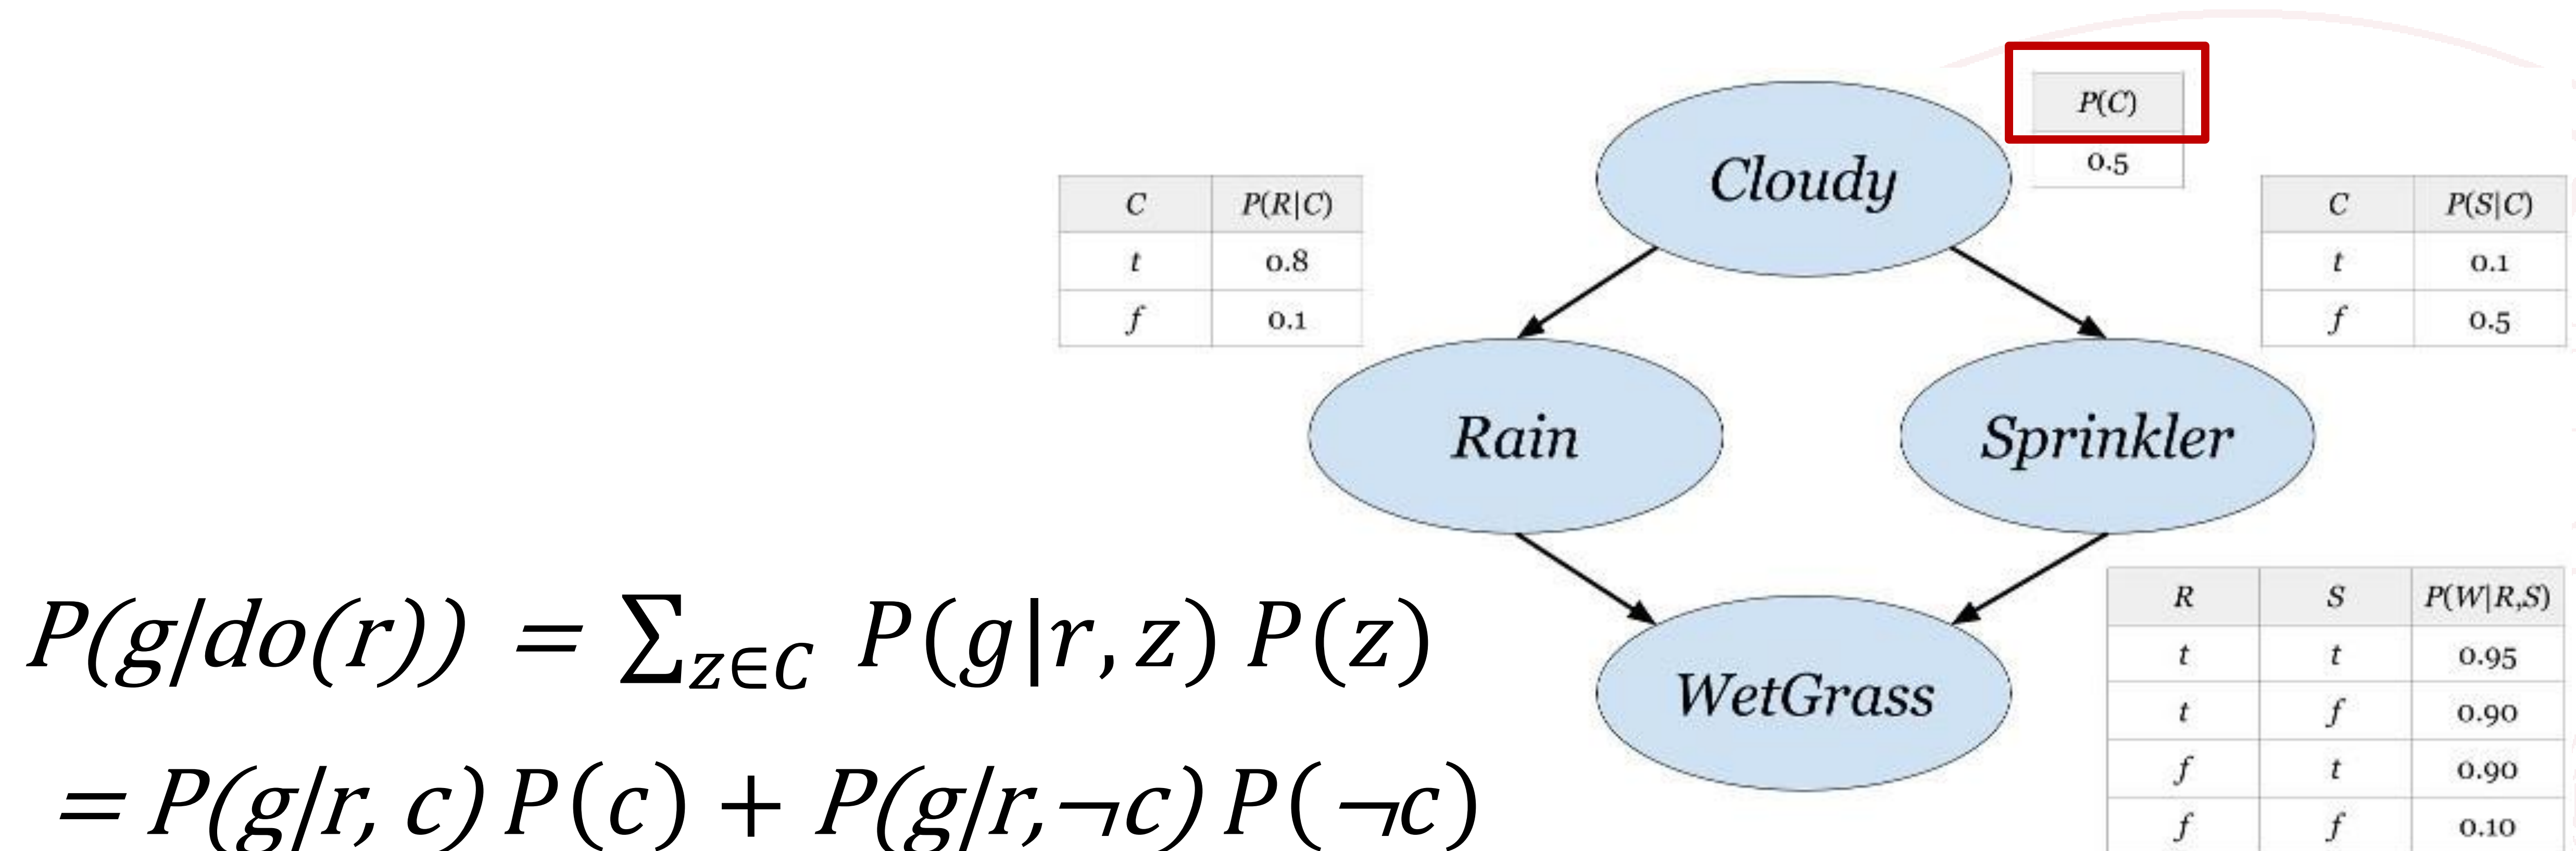 P(C)
0.5
Cloudy
C P(R|C)
t 0.8
f 0.1
C P(S|C)
t 0.1
f 0.5
Rain
Sprinkler
WetGrass
R S P(W|R,S)
t t 0.95
t f 0.90
f t 0.90
f f 0.10
P(g/do(r)) = ∑z∈C P(g|r, z) P(z)
= P(g/r, c) P(c) + P(g/r,¬c) P(¬c)